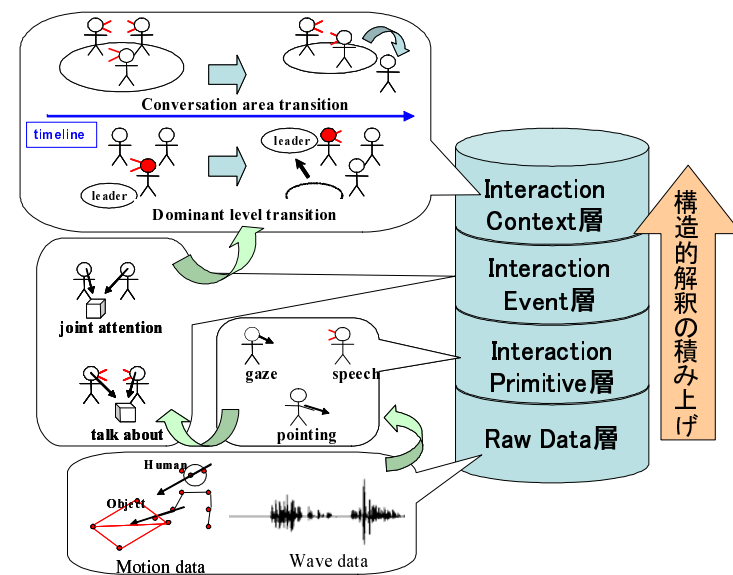 Conversation area transition
timeline
leader
leader
Dominant level transition
joint attention
talk about
gaze
speech
pointing
Human
Object
Motion data
Wave data
Interaction
Context層
Interaction
Event層
Interaction
Primitive層
Raw Data層
構造的解釈の積み上げ